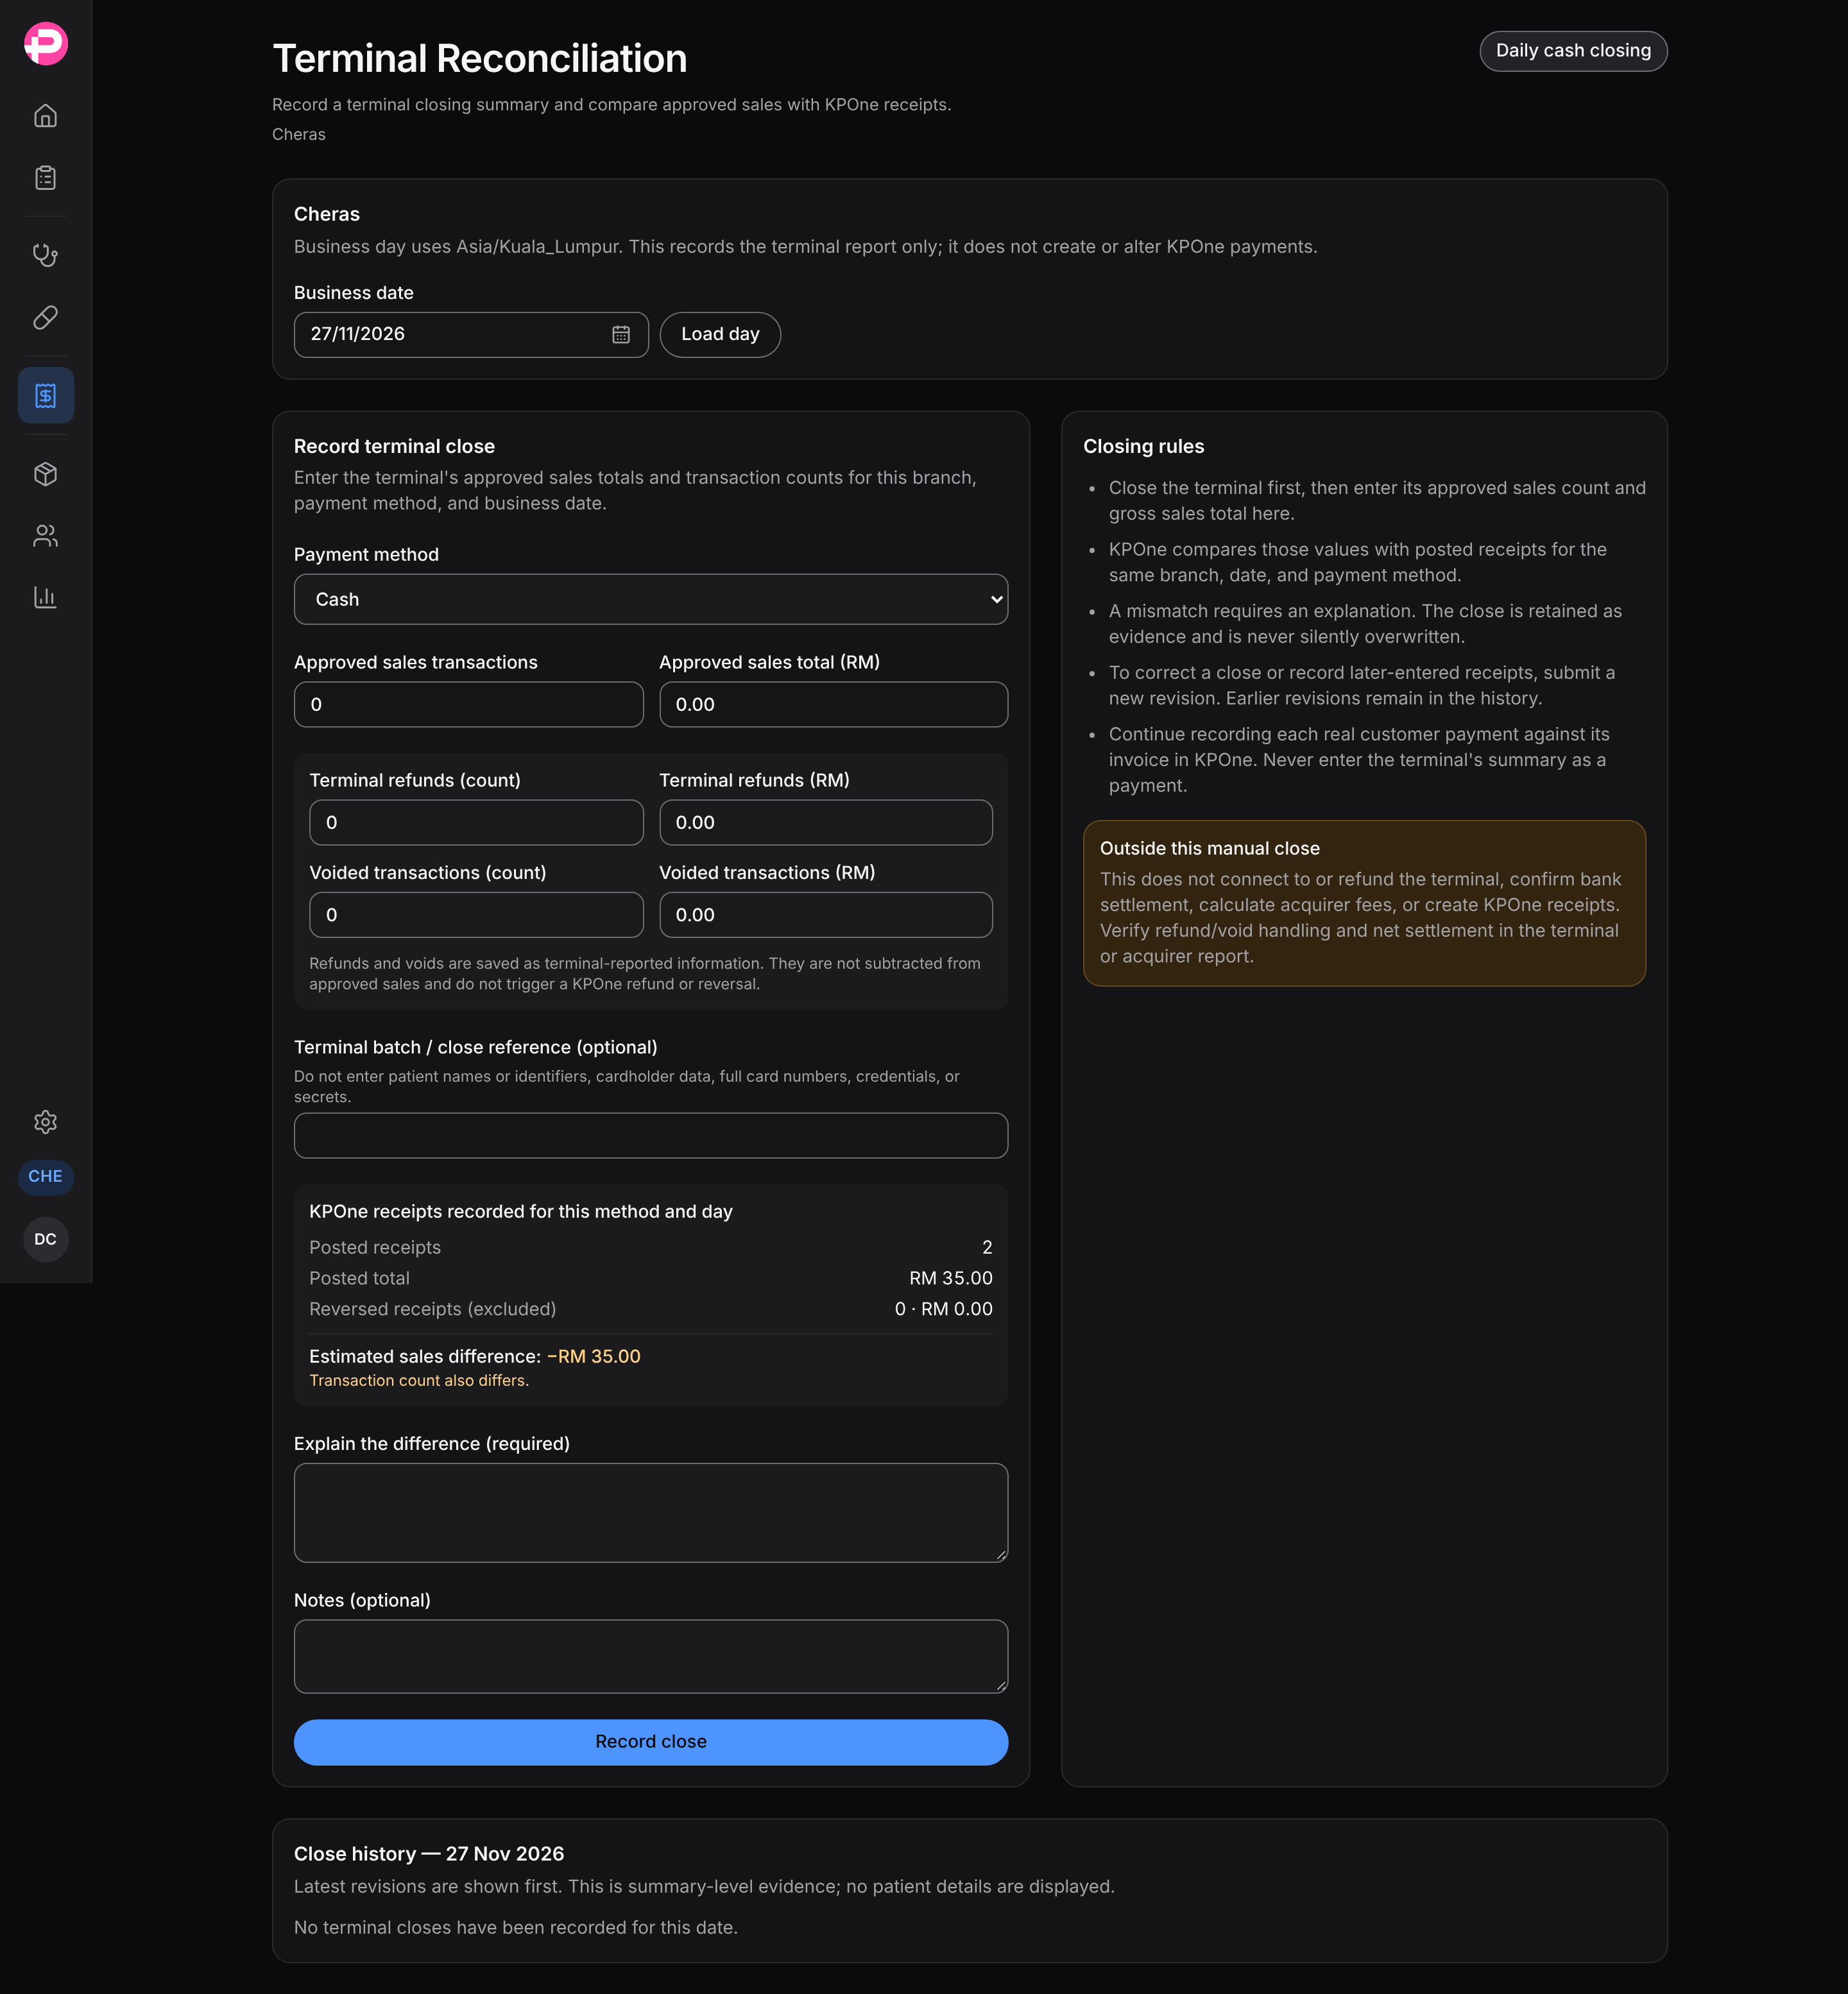 Terminal Reconciliation
Daily cash closing
Record a terminal closing summary and compare approved sales with KPOne receipts.
Cheras
Cheras
Business day uses Asia/Kuala_Lumpur. This records the terminal report only; it does not create or alter KPOne payments.
Business date
27/11/2026
Load day
Record terminal close
Enter the terminal's approved sales totals and transaction counts for this branch,
payment method, and business date.
Payment method
Cash
Approved sales transactions
Approved sales total (RM)
0
0.00
Terminal refunds (count)
Terminal refunds (RM)
0
0.00
Voided transactions (count)
Voided transactions (RM)
0
0.00
Refunds and voids are saved as terminal-reported information. They are not subtracted from
approved sales and do not trigger a KPOne refund or reversal.
Terminal batch / close reference (optional)
Do not enter patient names or identifiers, cardholder data, full card numbers, credentials, or
secrets.
KPOne receipts recorded for this method and day
Posted receipts 2
Posted total RM 35.00
Reversed receipts (excluded) 0 · RM 0.00
Estimated sales difference: −RM 35.00
Transaction count also differs.
Explain the difference (required)
Notes (optional)
Record close
Closing rules
• Close the terminal first, then enter its approved sales count and
gross sales total here.
• KPOne compares those values with posted receipts for the
same branch, date, and payment method.
• A mismatch requires an explanation. The close is retained as
evidence and is never silently overwritten.
• To correct a close or record later-entered receipts, submit a
new revision. Earlier revisions remain in the history.
• Continue recording each real customer payment against its
invoice in KPOne. Never enter the terminal's summary as a
payment.
Outside this manual close
This does not connect to or refund the terminal, confirm bank
settlement, calculate acquirer fees, or create KPOne receipts.
Verify refund/void handling and net settlement in the terminal
or acquirer report.
Close history — 27 Nov 2026
Latest revisions are shown first. This is summary-level evidence; no patient details are displayed.
No terminal closes have been recorded for this date.
CHE
DC